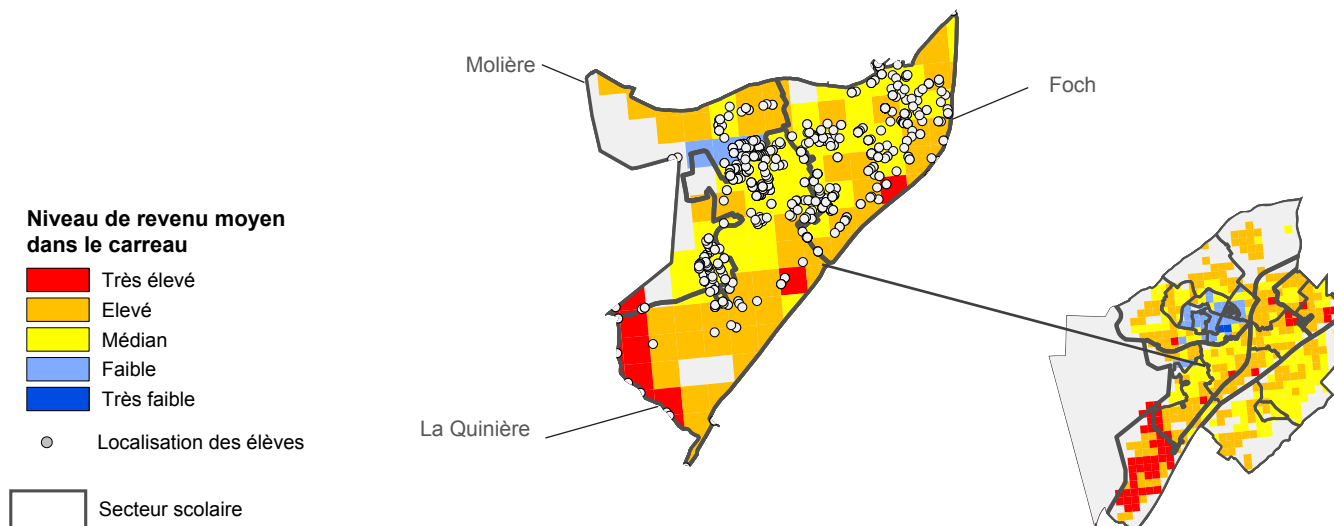 Molière
Foch
Niveau de revenu moyen
dans le carreau
Très élevé
Elevé
Médian
Faible
Très faible
La Quinière
Localisation des élèves
Secteur scolaire